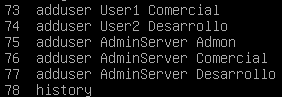 73 adduser User1 Comercial
74 adduser User2 Desarrollo
75 adduser AdminServer Admon
76 adduser AdminServer Comercial
77 adduser AdminServer Desarrollo
78 history